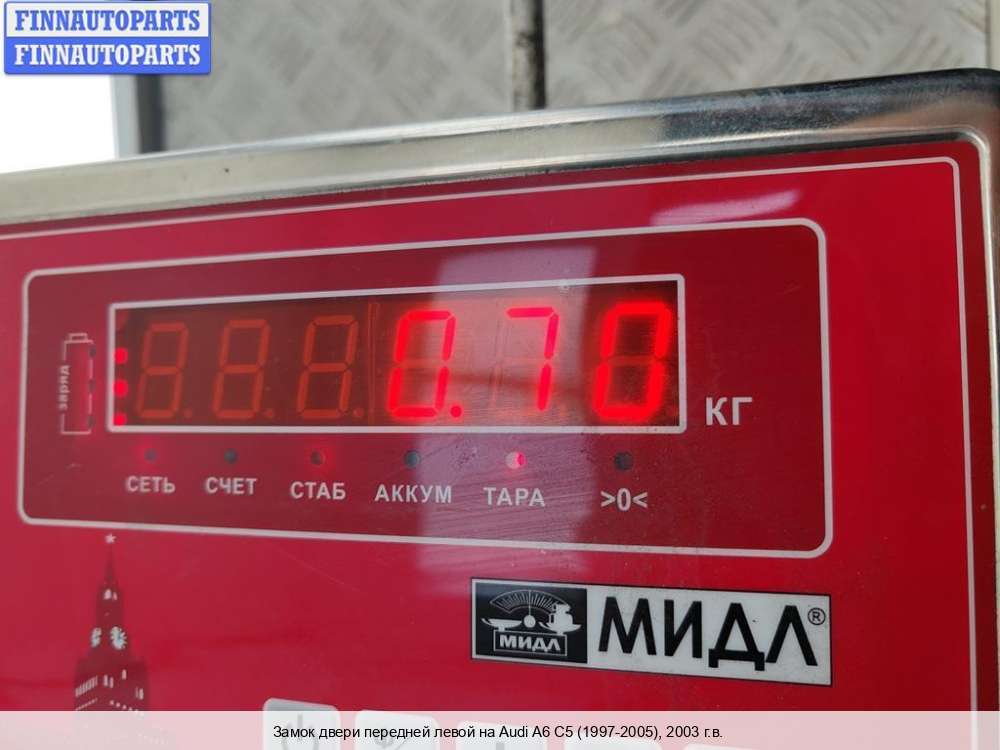 FINNAUTOPARTS
FINNAUTOPARTS
заряд
0.70
КГ
СЕТЬ СЧЕТ СТАБ АККУМ ТАРА >0<
МИДЛ
МИДЛ®
Замок двери передней левой на Audi A6 C5 (1997-2005), 2003 г.в.